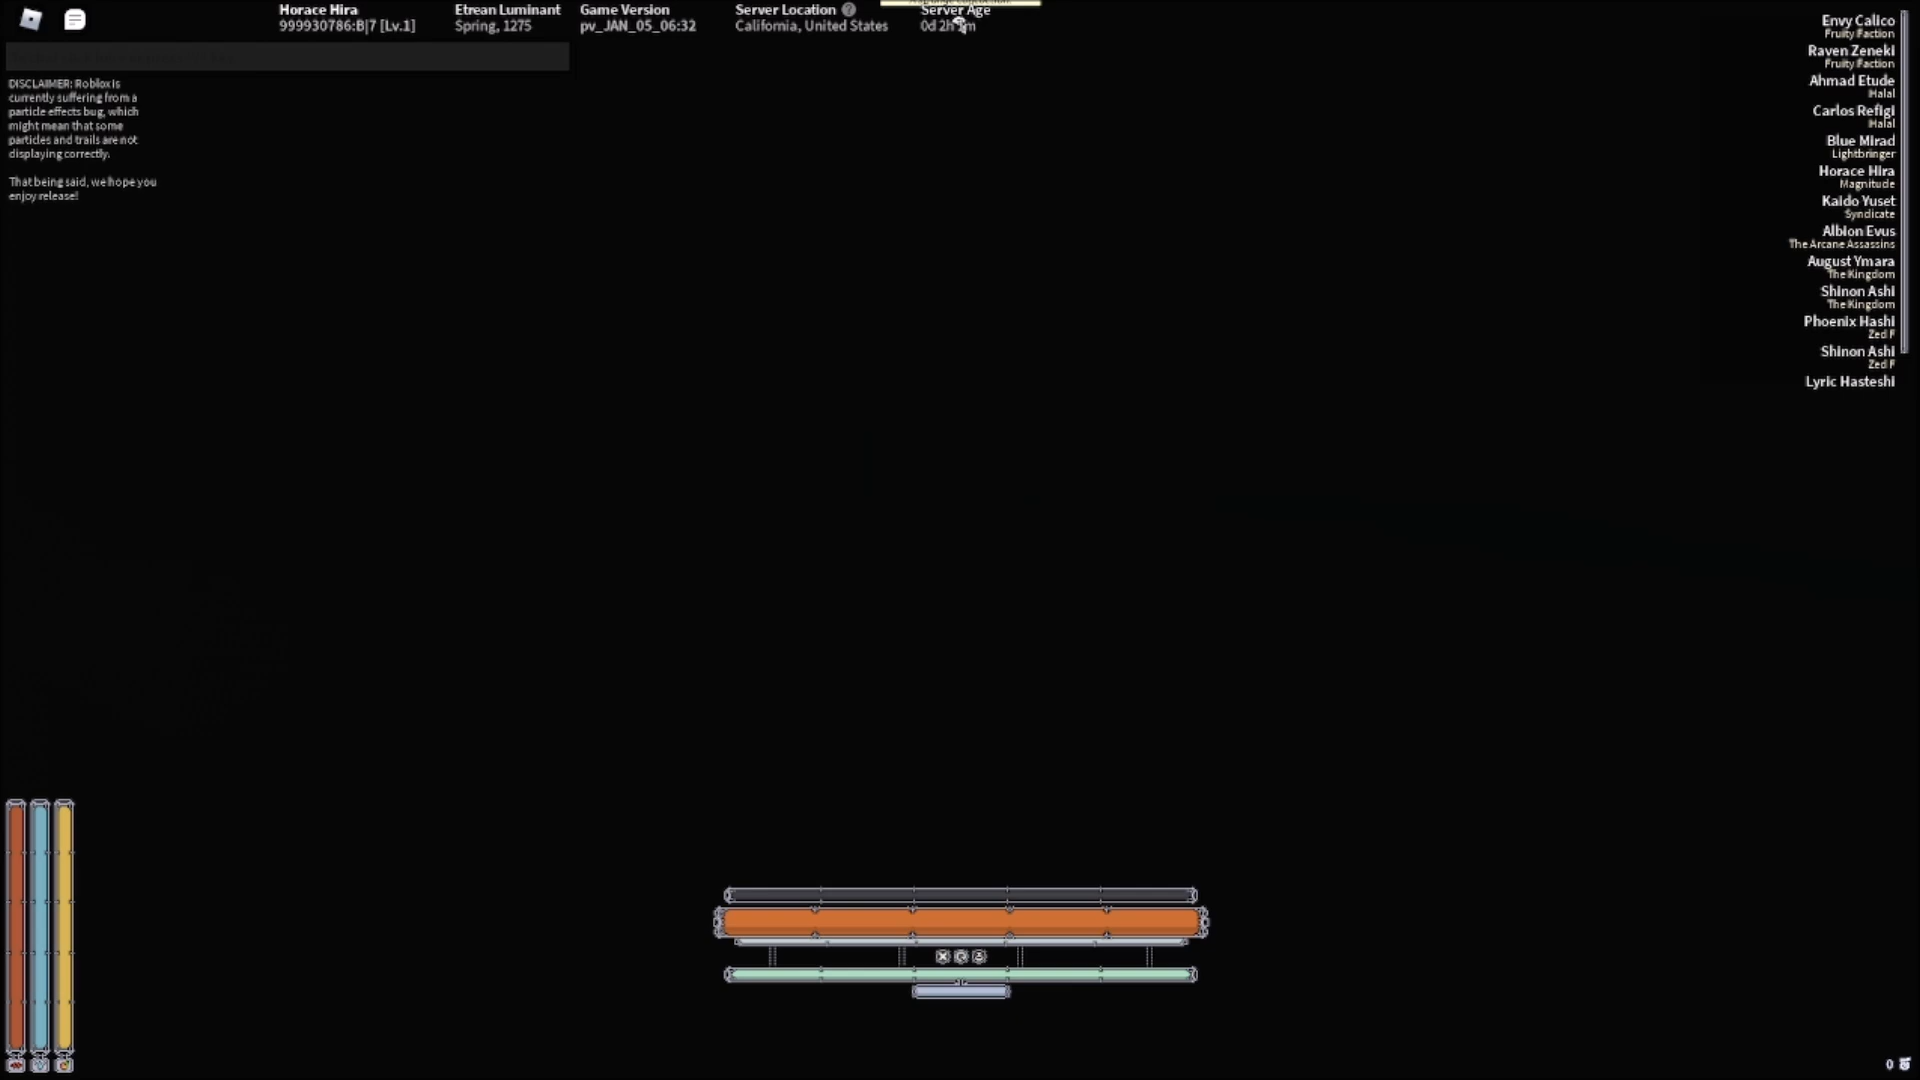 Horace Hira
999930786:B|7 [Lv.1]
Etrean Luminant
Spring, 1275
Game Version
pv_JAN_05_06:32
Server Location
California, United States
Server Age
0d 2h
DISCLAIMER: Roblox is
currently suffering from a
particle effects bug, which
might mean that some
particles and trails are not
displaying correctly.
That being said, we hope you
enjoy release!
Envy Calico
Fruity Faction
Raven Zeneki
Fruity Faction
Ahmad Etude
Halal
Carlos Refigi
Halal
Blue Mirad
Lightbringer
Horace Hira
Magnitude
Kaido Yuset
Syndicate
Albion Evus
The Arcane Assassins
August Ymara
The Kingdom
Shinon Ashi
The Kingdom
Phoenix Hashi
Zed F
Shinon Ashi
Zed F
Lyric Hasteshi
0